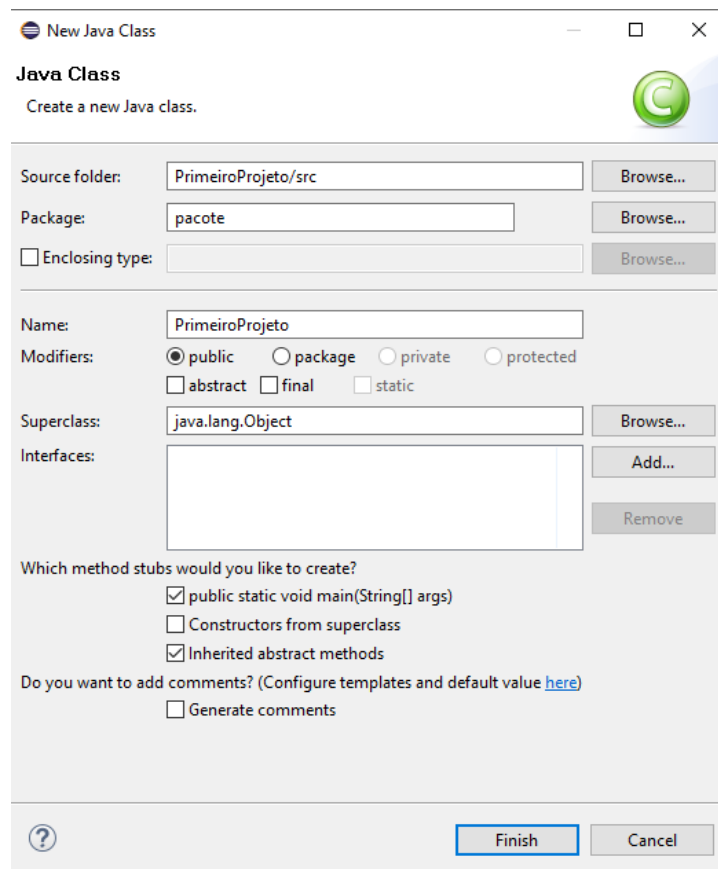 New Java Class
Java Class
Create a new Java class.
C
Source folder: PrimeiroProjeto/src Browse...
Package: pacote Browse...
Enclosing type: Browse...
Name: PrimeiroProjeto
Modifiers: public package private protected
abstract final static
Superclass: java.lang.Object Browse...
Interfaces: Add...
Remove
Which method stubs would you like to create?
public static void main(String[] args)
Constructors from superclass
Inherited abstract methods
Do you want to add comments? (Configure templates and default value here)
Generate comments
? Finish Cancel